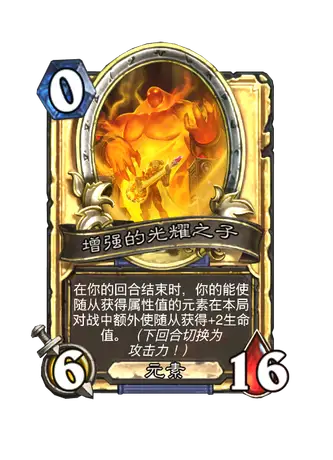 0
增强的光耀之子
在你的回合结束时，你的能使
随从获得属性值的元素在本局
对战中额外使随从获得+2生命
值。（下回合切换为
攻击力！）
元素
6
16